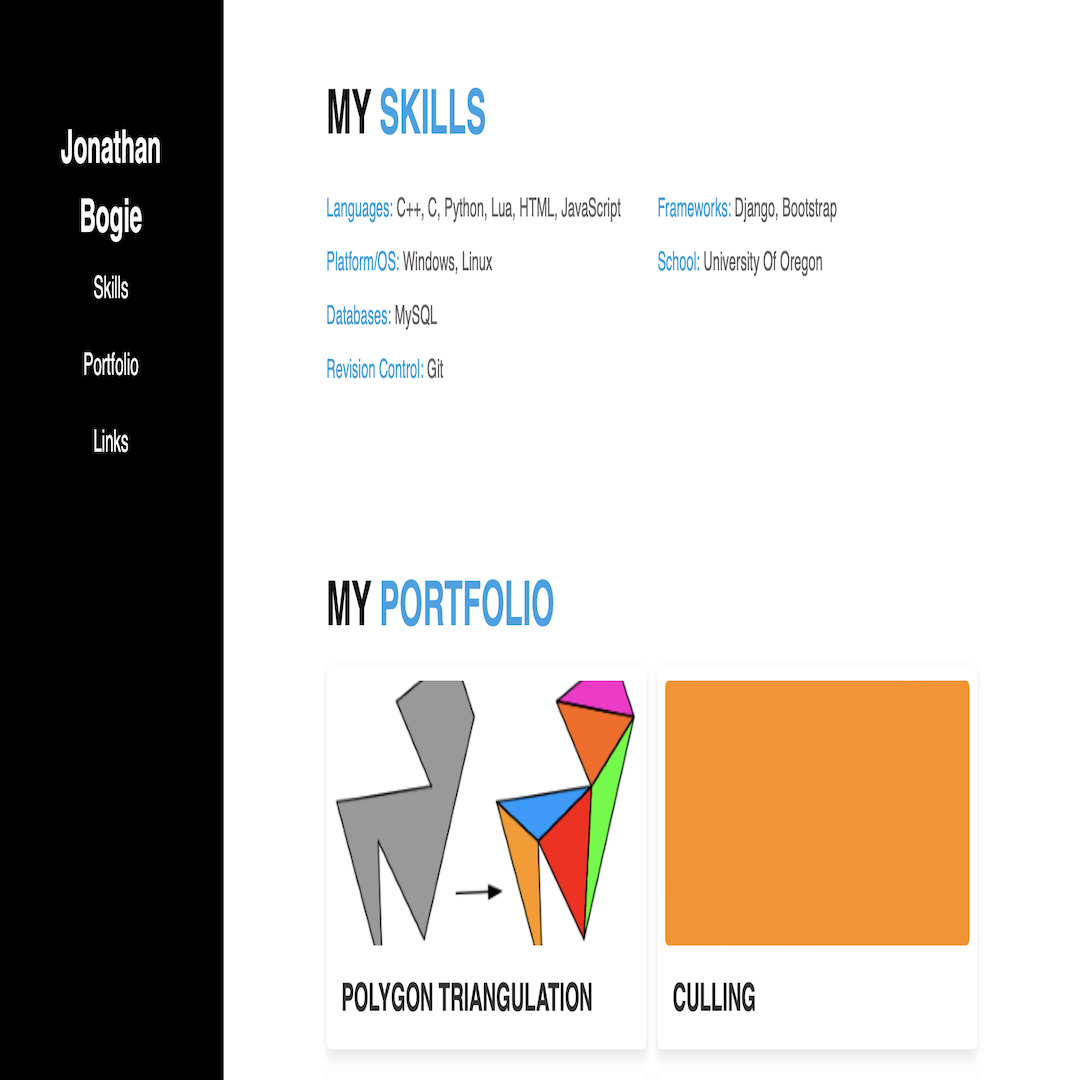 Jonathan
Bogie
Skills
Portfolio
Links
MY SKILLS
Languages: C++, C, Python, Lua, HTML, JavaScript
Platform/OS: Windows, Linux
Databases: MySQL
Revision Control: Git
Frameworks: Django, Bootstrap
School: University Of Oregon
MY PORTFOLIO
POLYGON TRIANGULATION
CULLING